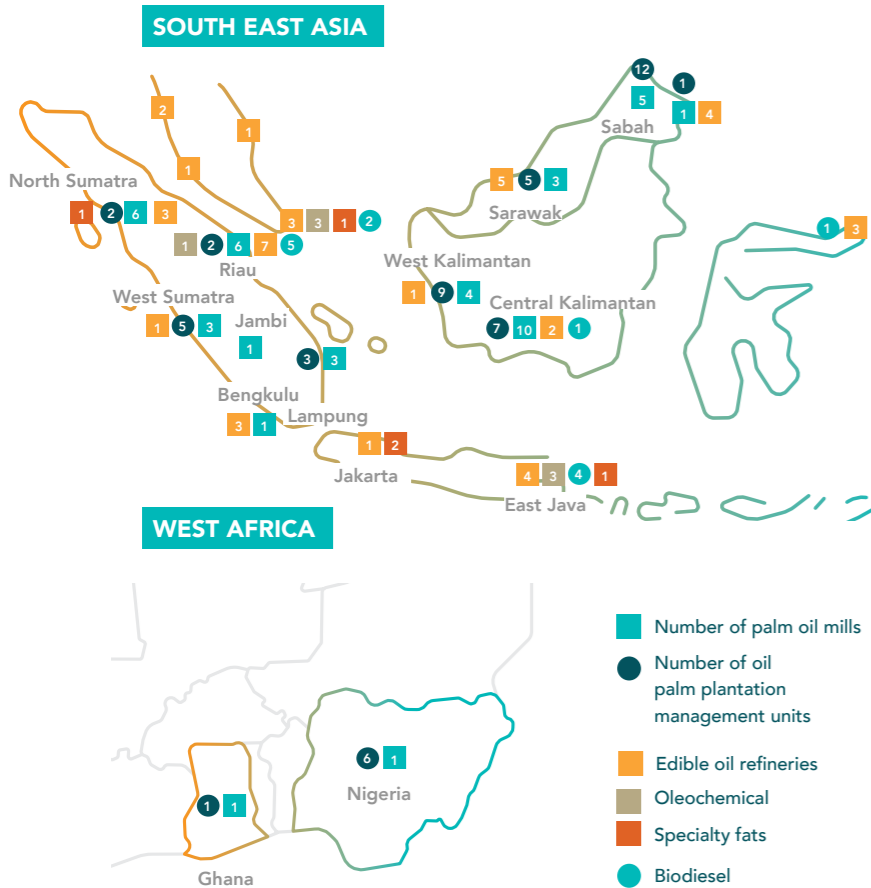 SOUTH EAST ASIA
12
1
2
5
1
4
Sabah
1
1
North Sumatra
5
5
3
Sarawak
1
2
6
3
3
3
1
2
1
3
1
2
6
7
5
Riau
West Kalimantan
1
9
4
West Sumatra
Central Kalimantan
1
5
3
Jambi
7
10
2
1
1
3
3
Bengkulu
Lampung
3
1
1
2
Jakarta
4
3
4
1
East Java
WEST AFRICA
Number of palm oil mills
Number of oil
palm plantation
management units
6
1
Nigeria
Edible oil refineries
Oleochemical
1
1
Specialty fats
Ghana
Biodiesel